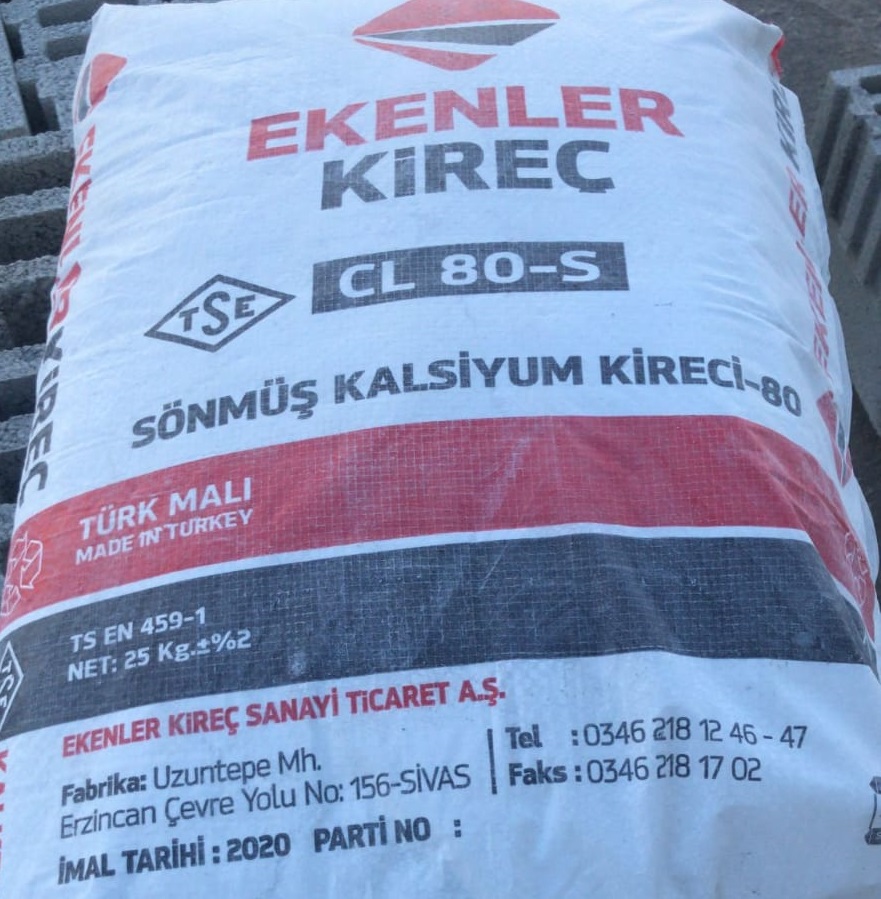 EKENLER
KiREÇ
TSE
CL 80-S
SÖNMÜŞ KALSİYUM KİRECİ-80
TÜRK MALI
MADE IN TURKEY
TS EN 459-1
NET: 25 Kg.±%2
EKENLER KİREÇ SANAYİ TİCARET A.Ş.
Fabrika: Uzuntepe Mh.
Erzincan Çevre Yolu No: 156-SİVAS
Tel : 0346 218 12 46 - 47
Faks : 0346 218 17 02
İMAL TARİHİ : 2020 PARTİ NO :
KİREÇ
TSE